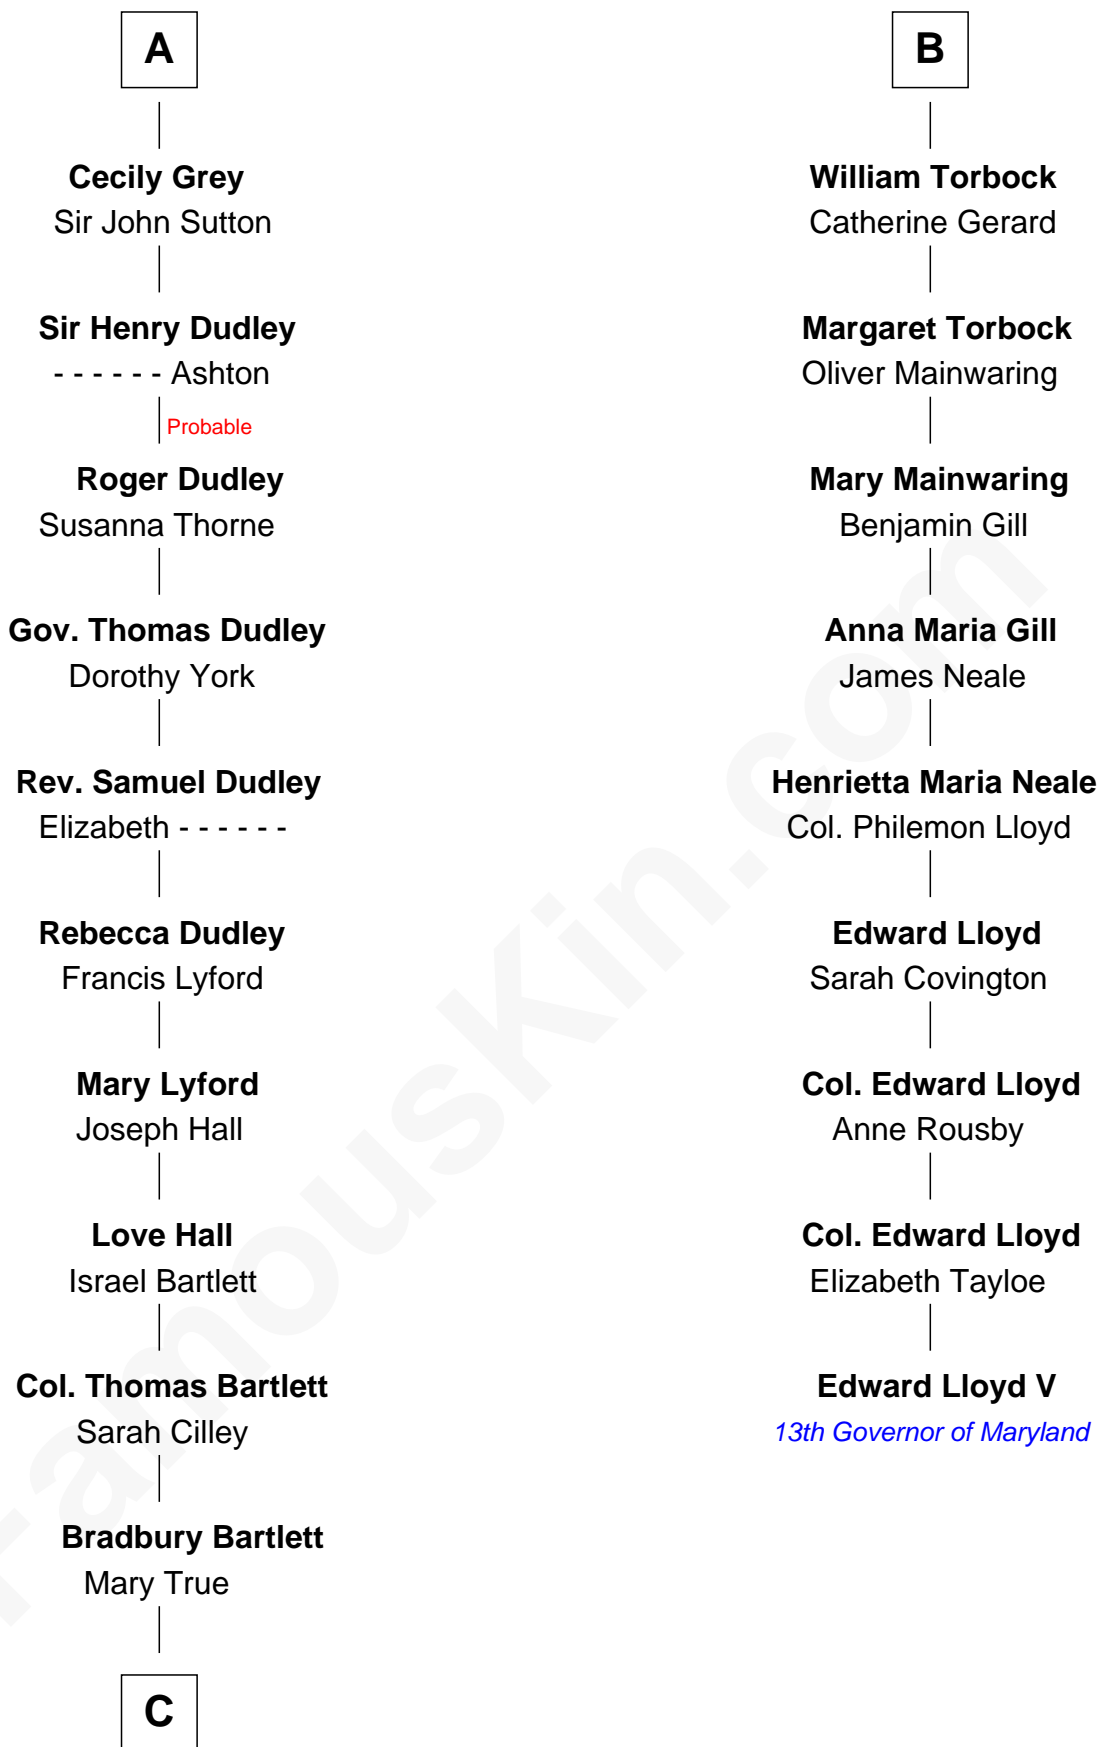 A
Cecily Grey
Sir John Sutton
Sir Henry Dudley
- - - - - - Ashton
Probable
Roger Dudley
Susanna Thorne
Gov. Thomas Dudley
Dorothy York
Rev. Samuel Dudley
Elizabeth - - - - - -
Rebecca Dudley
Francis Lyford
Mary Lyford
Joseph Hall
Love Hall
Israel Bartlett
Col. Thomas Bartlett
Sarah Cilley
Bradbury Bartlett
Mary True
C
B
William Torbock
Catherine Gerard
Margaret Torbock
Oliver Mainwaring
Mary Mainwaring
Benjamin Gill
Anna Maria Gill
James Neale
Henrietta Maria Neale
Col. Philemon Lloyd
Edward Lloyd
Sarah Covington
Col. Edward Lloyd
Anne Rousby
Col. Edward Lloyd
Elizabeth Tayloe
Edward Lloyd V
13th Governor of Maryland
FamousKin.com